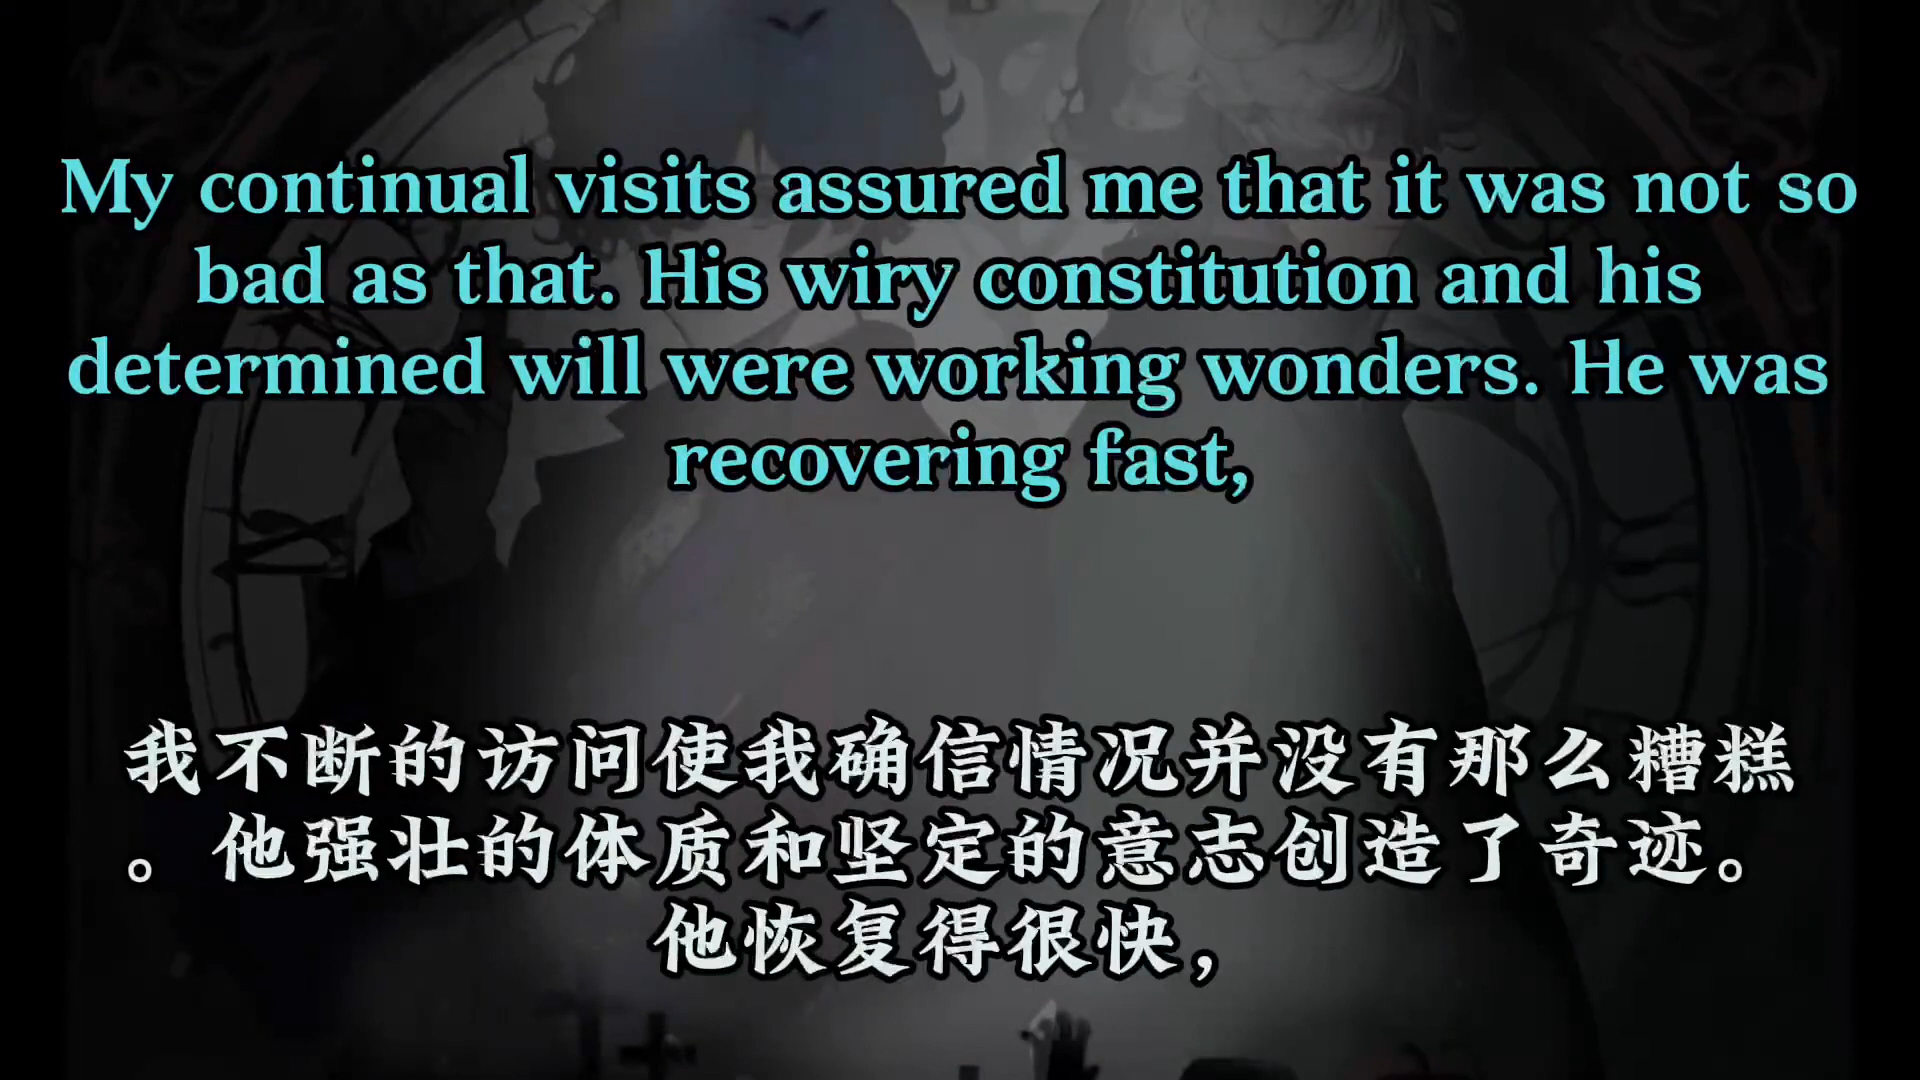 My continual visits assured me that it was not so
bad as that. His wiry constitution and his
determined will were working wonders. He was
recovering fast,
我不断的访问使我确信情况并没有那么糟糕
。他强壮的体质和坚定的意志创造了奇迹。
他恢复得很快，